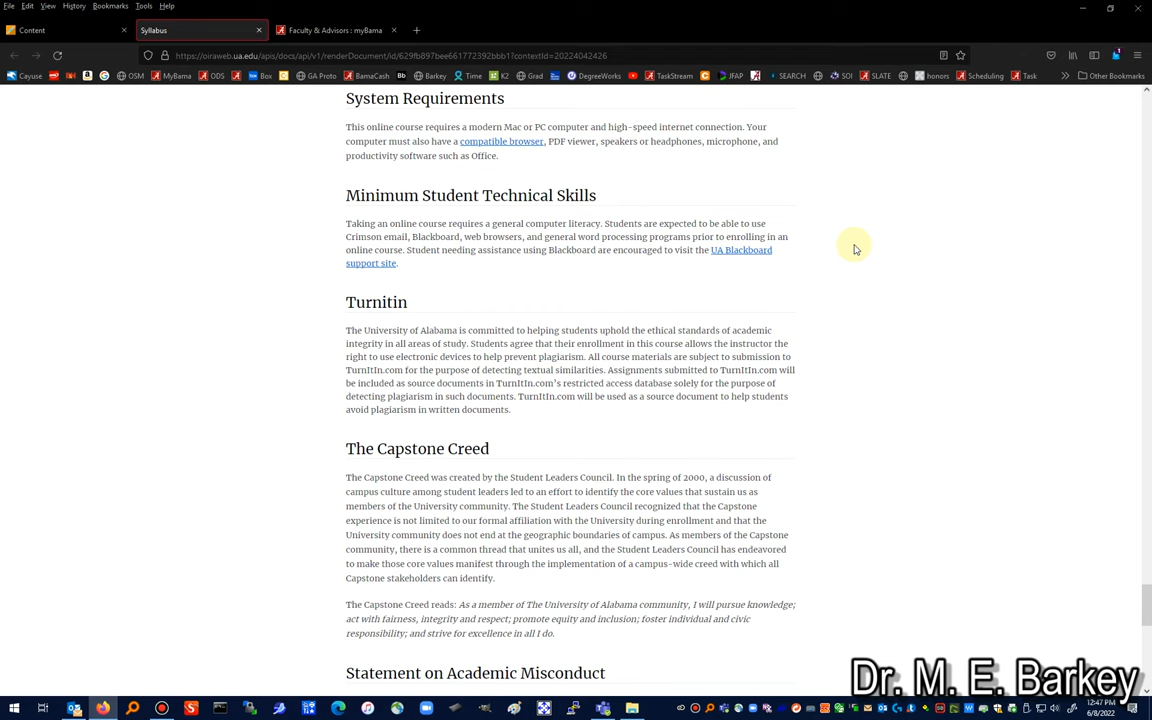 File Edit View History Bookmarks Tools Help
Content Syllabus Faculty & Advisors : myBama
https://oiraweb.ua.edu/apis/docs/api/v1/renderDocument/id/629fb897bee661772392bbb1?contextId=20224042426
Cayuse OSM MyBama ODS Box GA Proto BamaCash Bb Barkey Time K2 Grad DegreeWorks TaskStream JFAP SEARCH SOI SLATE honors Scheduling Task Other Bookmarks
System Requirements
This online course requires a modern Mac or PC computer and high-speed internet connection. Your
computer must also have a compatible browser, PDF viewer, speakers or headphones, microphone, and
productivity software such as Office.
Minimum Student Technical Skills
Taking an online course requires a general computer literacy. Students are expected to be able to use
Crimson email, Blackboard, web browsers, and general word processing programs prior to enrolling in an
online course. Student needing assistance using Blackboard are encouraged to visit the UA Blackboard
support site.
Turnitin
The University of Alabama is committed to helping students uphold the ethical standards of academic
integrity in all areas of study. Students agree that their enrollment in this course allows the instructor the
right to use electronic devices to help prevent plagiarism. All course materials are subject to submission to
TurnItIn.com for the purpose of detecting textual similarities. Assignments submitted to TurnItIn.com will
be included as source documents in TurnItIn.com's restricted access database solely for the purpose of
detecting plagiarism in such documents. TurnItIn.com will be used as a source document to help students
avoid plagiarism in written documents.
The Capstone Creed
The Capstone Creed was created by the Student Leaders Council. In the spring of 2000, a discussion of
campus culture among student leaders led to an effort to identify the core values that sustain us as
members of the University community. The Student Leaders Council recognized that the Capstone
experience is not limited to our formal affiliation with the University during enrollment and that the
University community does not end at the geographic boundaries of campus. As members of the Capstone
community, there is a common thread that unites us all, and the Student Leaders Council has endeavored
to make those core values manifest through the implementation of a campus-wide creed with which all
Capstone stakeholders can identify.
The Capstone Creed reads: As a member of The University of Alabama community, I will pursue knowledge;
act with fairness, integrity and respect; promote equity and inclusion; foster individual and civic
responsibility; and strive for excellence in all I do.
Statement on Academic Misconduct
Dr. M. E. Barkey
12:47 PM
6/8/2022